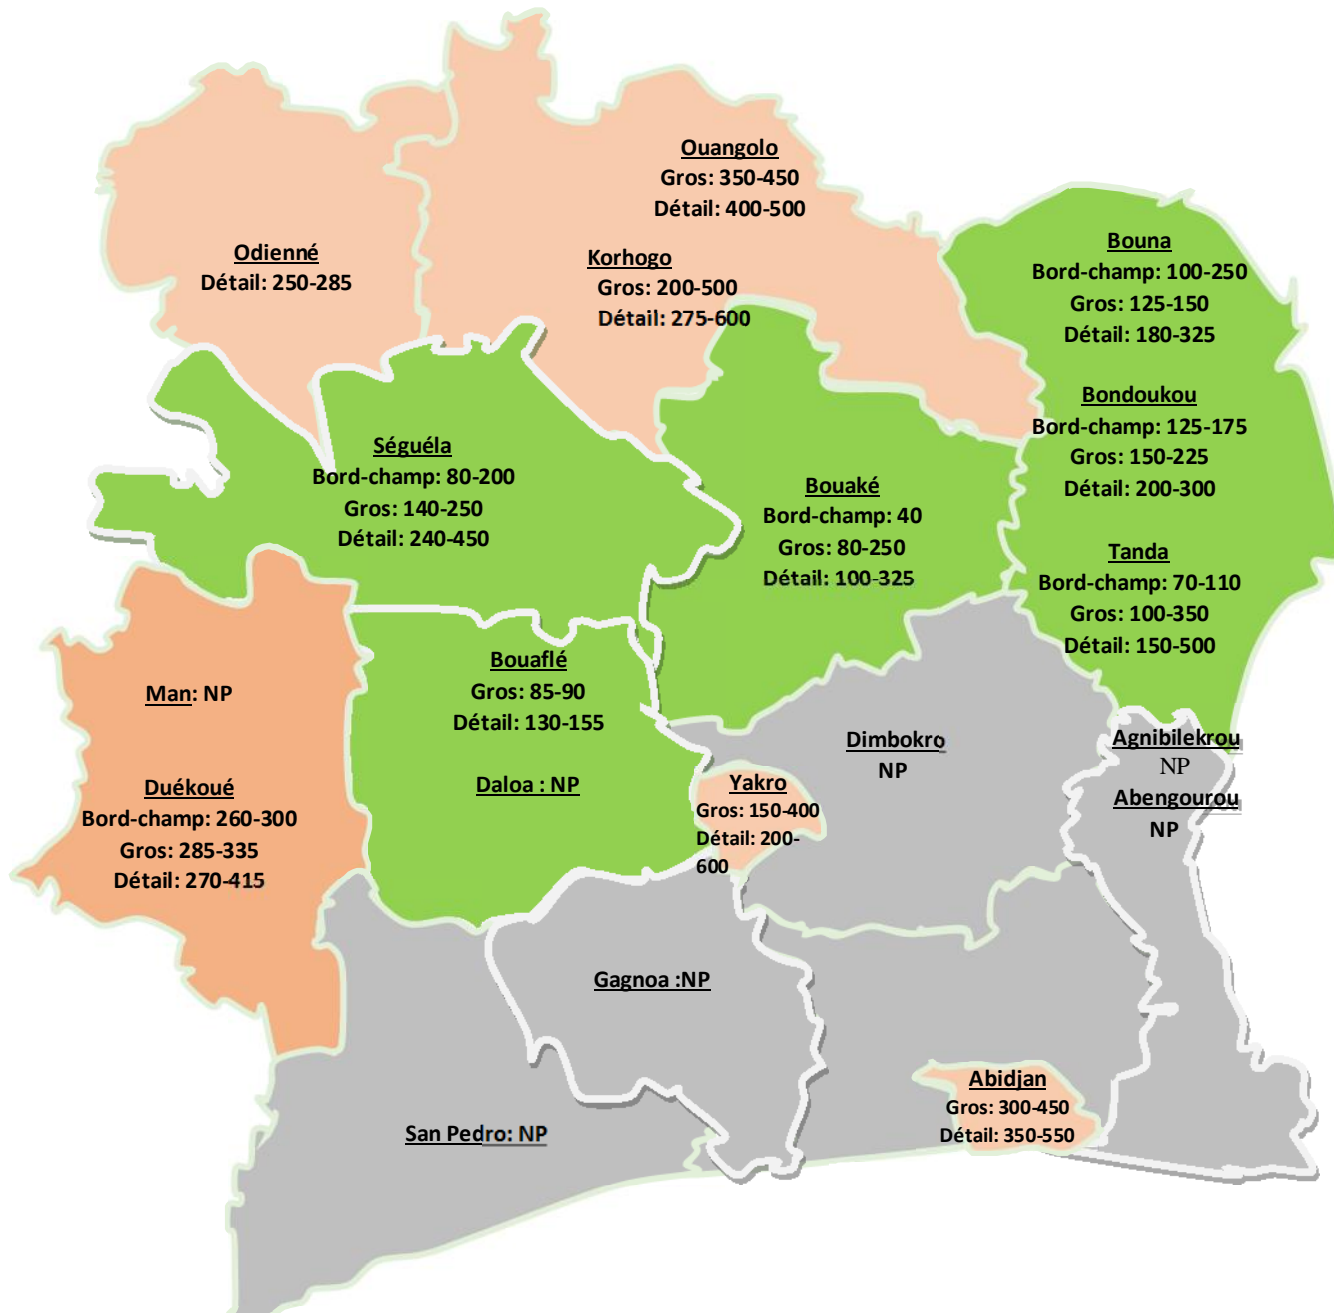 Ouangolo
Gros: 350-450
Détail: 400-500
Odienné
Détail: 250-285
Korhogo
Gros: 200-500
Détail: 275-600
Bouna
Bord-champ: 100-250
Gros: 125-150
Détail: 180-325
Bondoukou
Bord-champ: 125-175
Gros: 150-225
Détail: 200-300
Séguéla
Bord-champ: 80-200
Gros: 140-250
Détail: 240-450
Bouaké
Bord-champ: 40
Gros: 80-250
Détail: 100-325
Tanda
Bord-champ: 70-110
Gros: 100-350
Détail: 150-500
Man: NP
Bouaflé
Gros: 85-90
Détail: 130-155
Daloa : NP
Duékoué
Bord-champ: 260-300
Gros: 285-335
Détail: 270-415
Yakro
Gros: 150-400
Détail: 200-
600
Dimbokro
NP
Agnibilekrou
NP
Abengourou
NP
Gagnoa :NP
San Pedro: NP
Abidjan
Gros: 300-450
Détail: 350-550